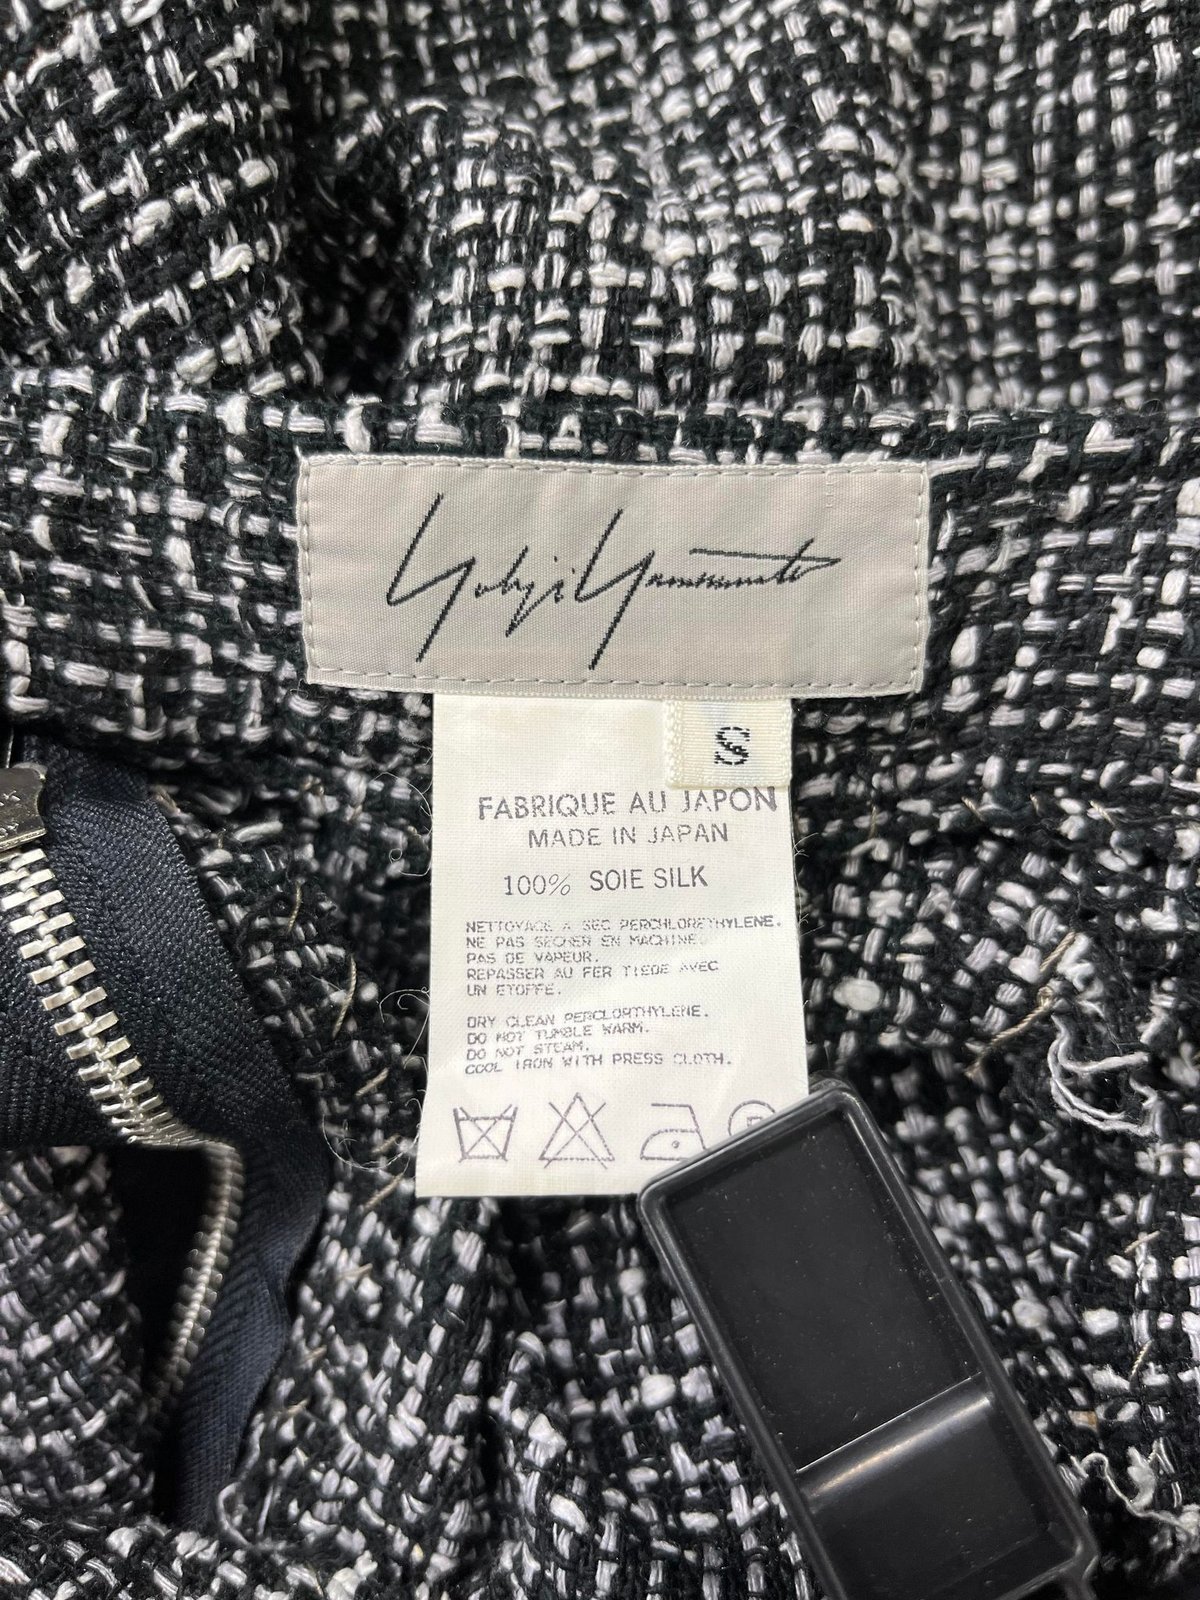 Yohji Yamamoto
S
FABRIQUE AU JAPON
MADE IN JAPAN
100% SOIE SILK
NETTOYAGE A SEC PERCHLORETHYLENE.
NE PAS SECHER EN MACHINE
PAS DE VAPEUR.
REPASSER AU FER TIEDE AVEC
UN ETOFFE.
DRY CLEAN PERCLORTHYLENE.
DO NOT TUMBLE WARM.
DO NOT STEAM.
COOL IRON WITH PRESS CLOTH.